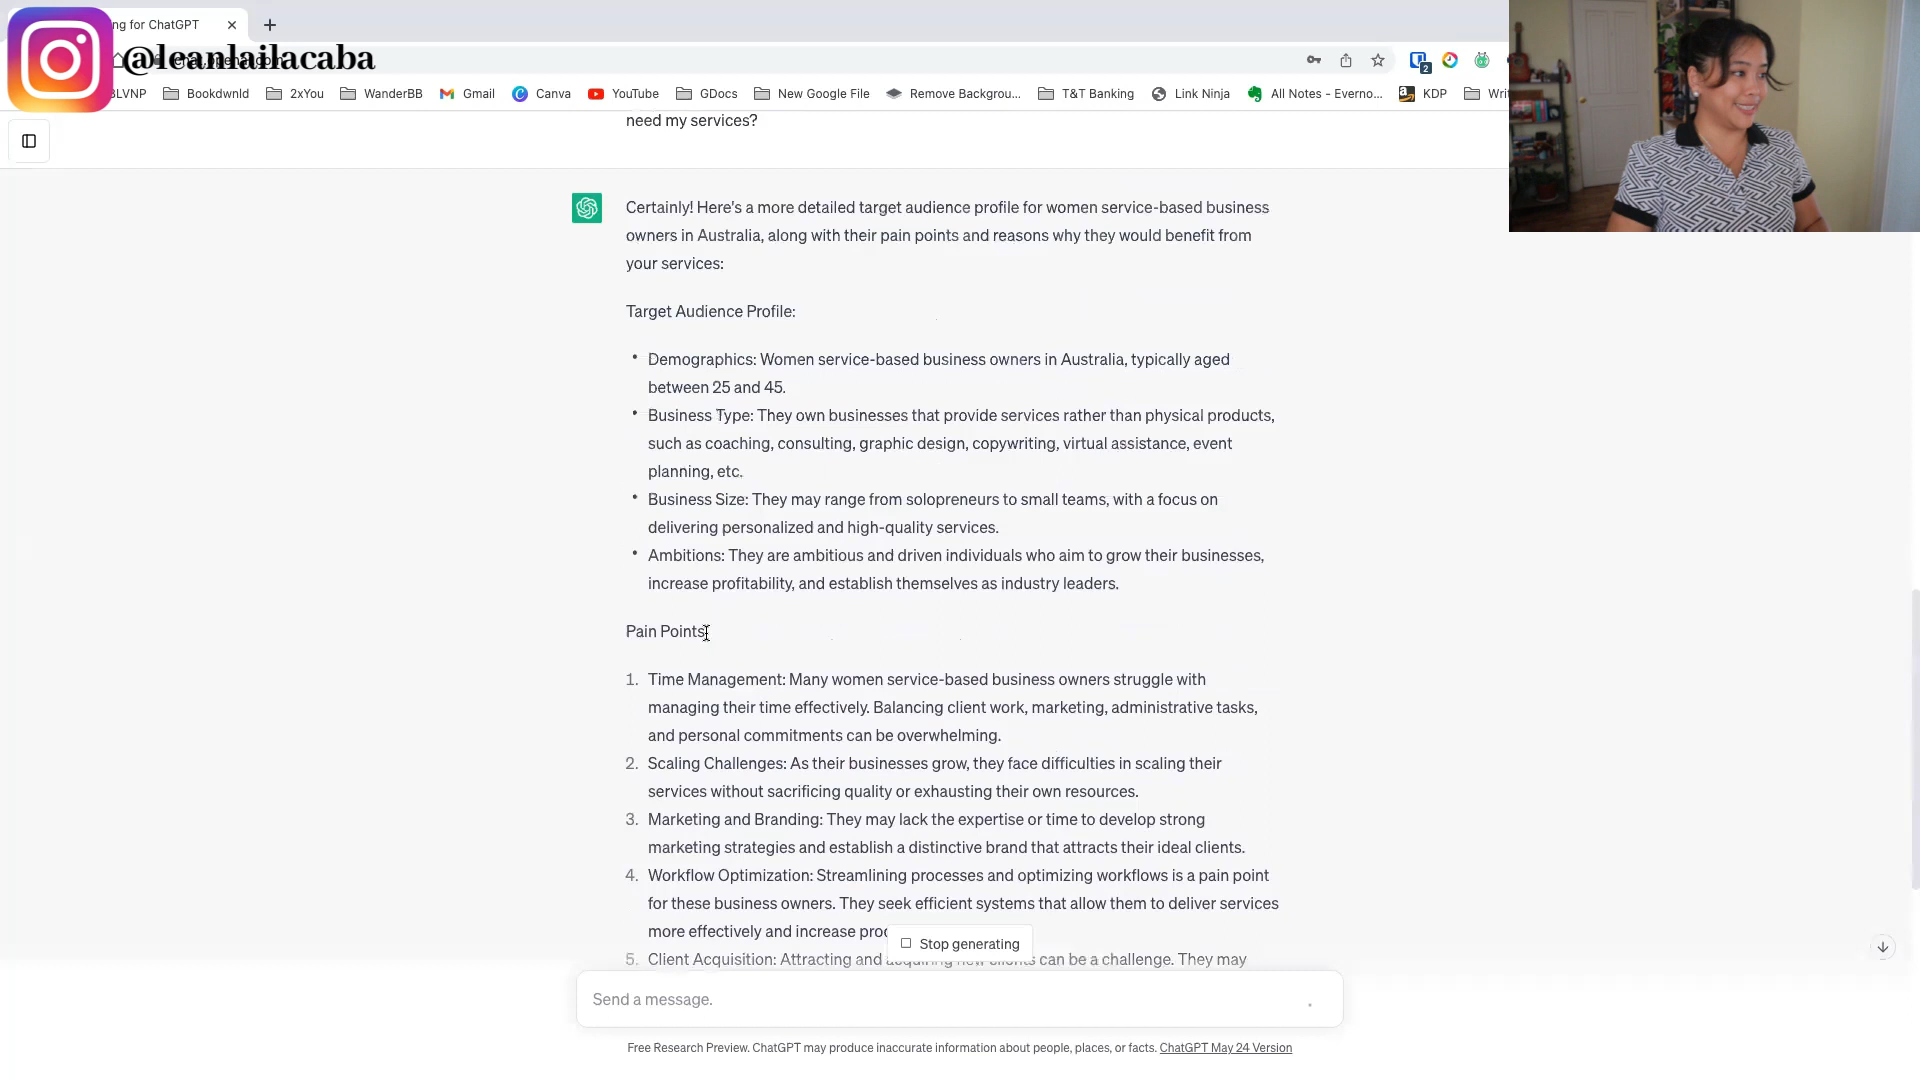 ng for ChatGPT
@leanlailacaba
2
BLVNP
Bookdwnld
2xYou
WanderBB
Gmail
Canva
YouTube
GDocs
New Google File
Remove Backgrou...
T&T Banking
Link Ninja
All Notes - Everno...
KDP
Writ
need my services?
Certainly! Here's a more detailed target audience profile for women service-based business
owners in Australia, along with their pain points and reasons why they would benefit from
your services:
Target Audience Profile:
• Demographics: Women service-based business owners in Australia, typically aged
between 25 and 45.
• Business Type: They own businesses that provide services rather than physical products,
such as coaching, consulting, graphic design, copywriting, virtual assistance, event
planning, etc.
• Business Size: They may range from solopreneurs to small teams, with a focus on
delivering personalized and high-quality services.
• Ambitions: They are ambitious and driven individuals who aim to grow their businesses,
increase profitability, and establish themselves as industry leaders.
Pain Points
1. Time Management: Many women service-based business owners struggle with
managing their time effectively. Balancing client work, marketing, administrative tasks,
and personal commitments can be overwhelming.
2. Scaling Challenges: As their businesses grow, they face difficulties in scaling their
services without sacrificing quality or exhausting their own resources.
3. Marketing and Branding: They may lack the expertise or time to develop strong
marketing strategies and establish a distinctive brand that attracts their ideal clients.
4. Workflow Optimization: Streamlining processes and optimizing workflows is a pain point
for these business owners. They seek efficient systems that allow them to deliver services
more effectively and increase
Stop generating
5. Client Acquisition: Attracting and acquiring new clients can be a challenge. They may
Send a message.
Free Research Preview. ChatGPT may produce inaccurate information about people, places, or facts. ChatGPT May 24 Version